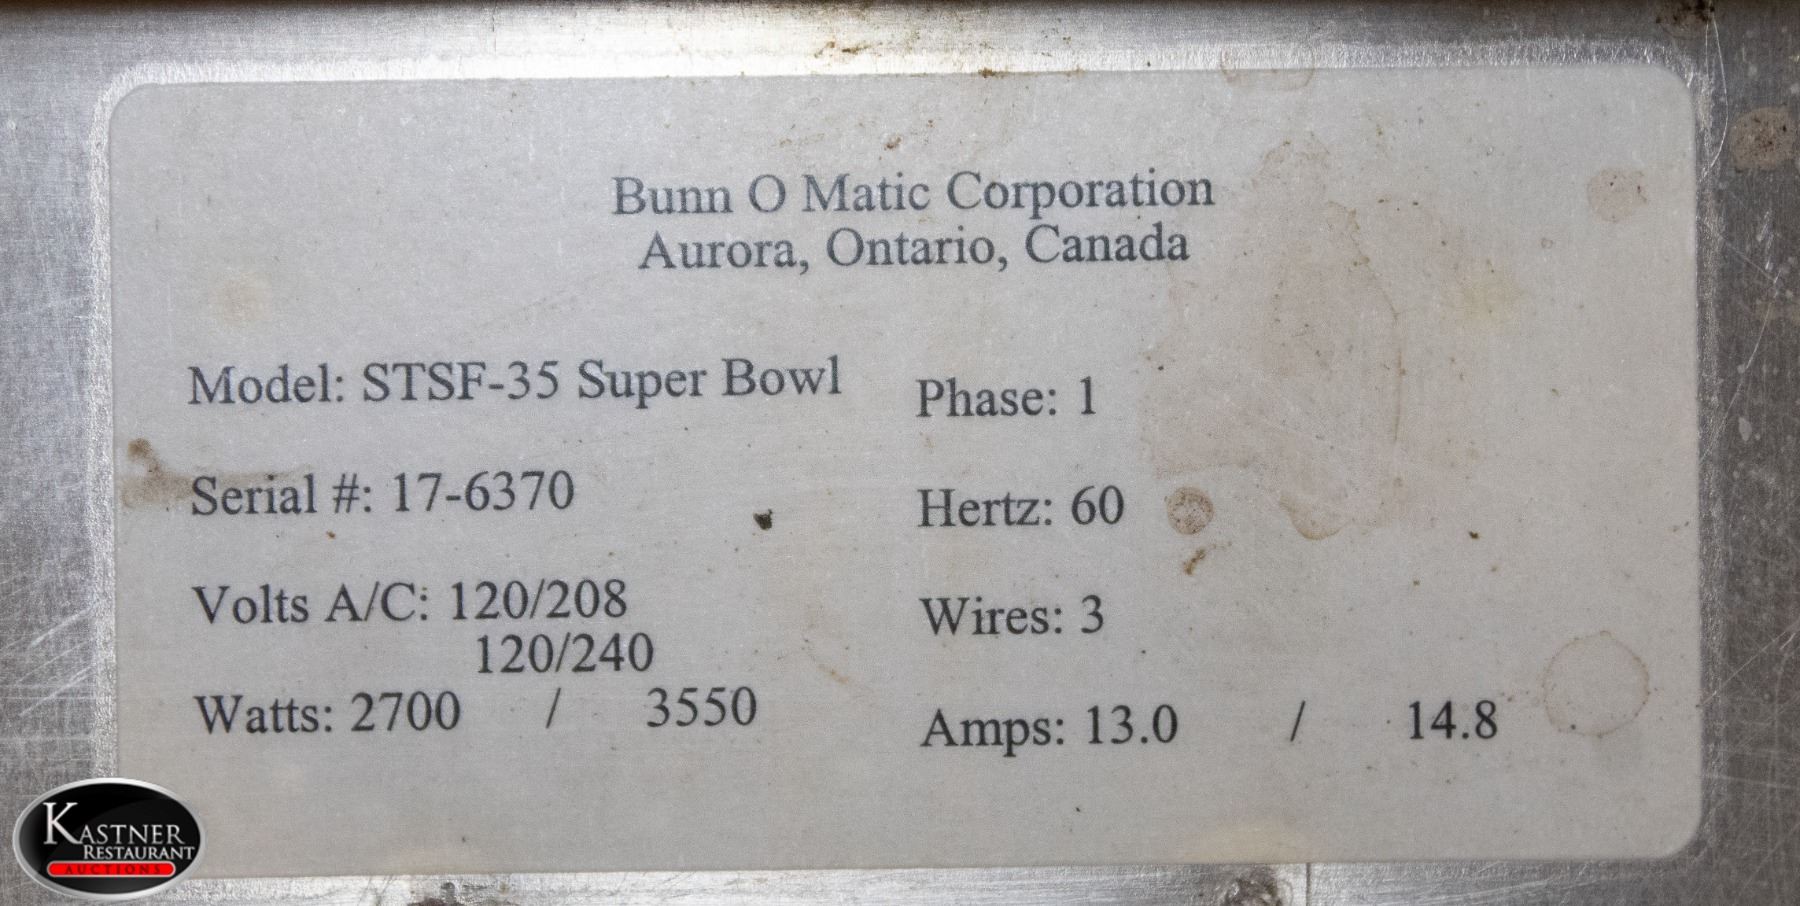 Bunn O Matic Corporation
Aurora, Ontario, Canada
Model: STSF-35 Super Bowl
Phase: 1
Serial #: 17-6370
Hertz: 60
Volts A/C: 120/208
120/240
Wires: 3
Watts: 2700 / 3550
Amps: 13.0 / 14.8
KASTNER
RESTAURANT
AUCTIONS